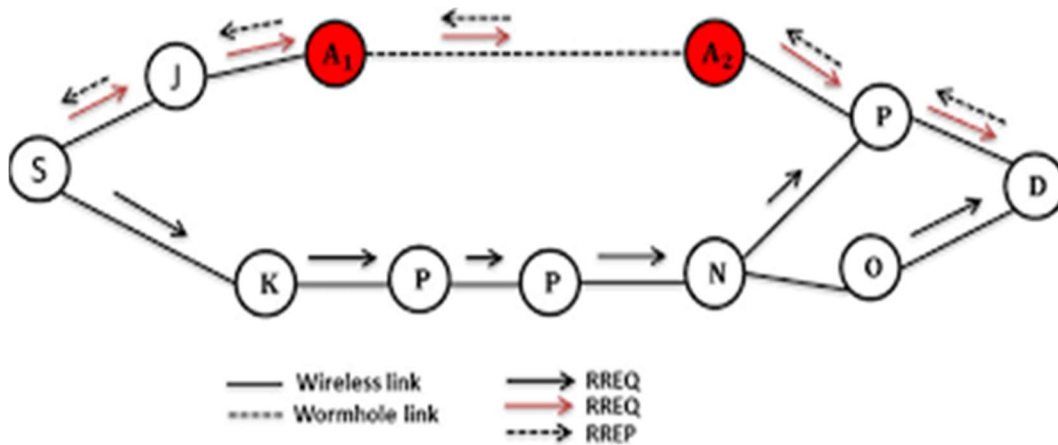 J
A1
A2
P
S
D
K
P
P
N
O
Wireless link
RREQ
RREQ
Wormhole link
RREP